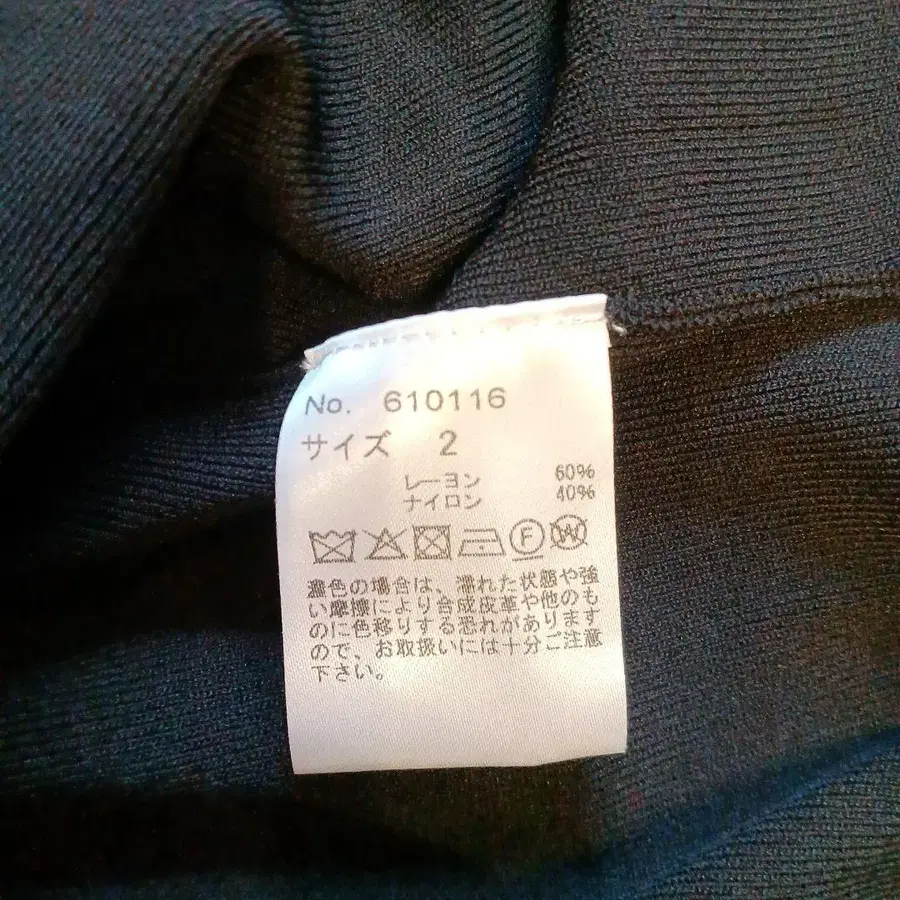 No. 610116
サイズ 2
レーヨン 60%
ナイロン 40%
F W
濃色の場合は、濡れた状態や強
い摩擦により合成皮革や他のも
のに色移りする恐れがあります
ので、お取扱いには十分ご注意
下さい。